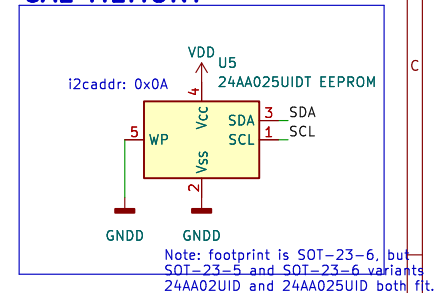 VDD
U5
i2caddr: 0x0A
24AA025UIDT EEPROM
C
4
Vcc
3
SDA
SDA
5
WP
SCL
1
SCL
Vss
2
GNDD
GNDD
Note: footprint is SOT-23-6, but
SOT-23-5 and SOT-23-6 variants
24AA02UID and 24AA025UID both fit.